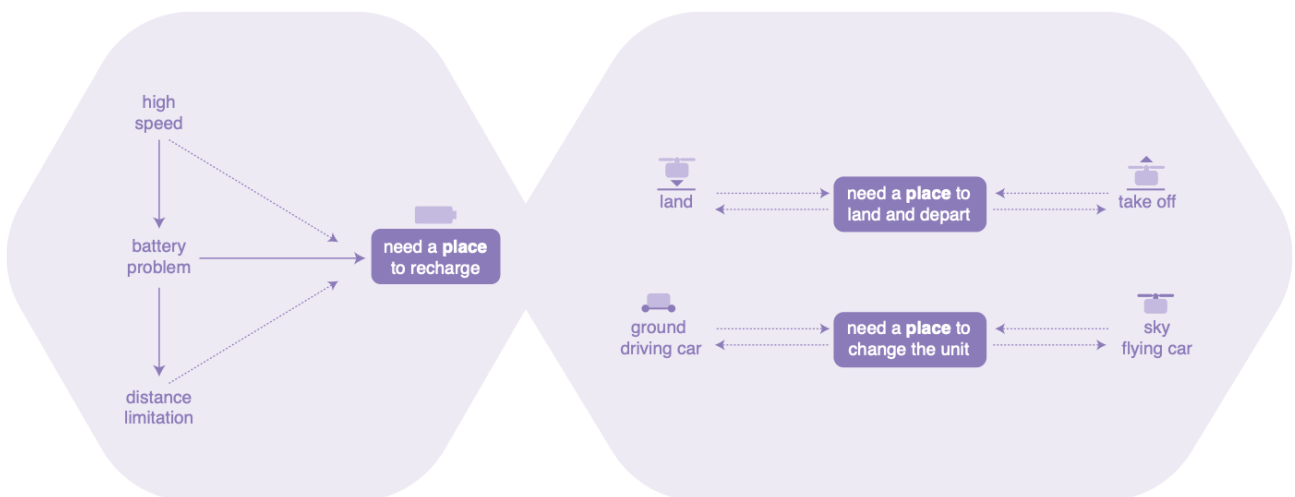 high
speed
battery
problem
distance
limitation
need a place
to recharge
land
need a place to
land and depart
take off
ground
driving car
need a place to
change the unit
sky
flying car